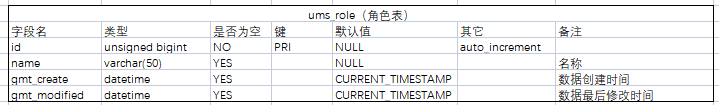 ums_role（角色表）
字段名 类型 是否为空 键 默认值 其它 备注
id unsigned bigint NO PRI NULL auto_increment
name varchar(50) YES NULL 名称
gmt_create datetime YES CURRENT_TIMESTAMP 数据创建时间
gmt_modified datetime YES CURRENT_TIMESTAMP 数据最后修改时间